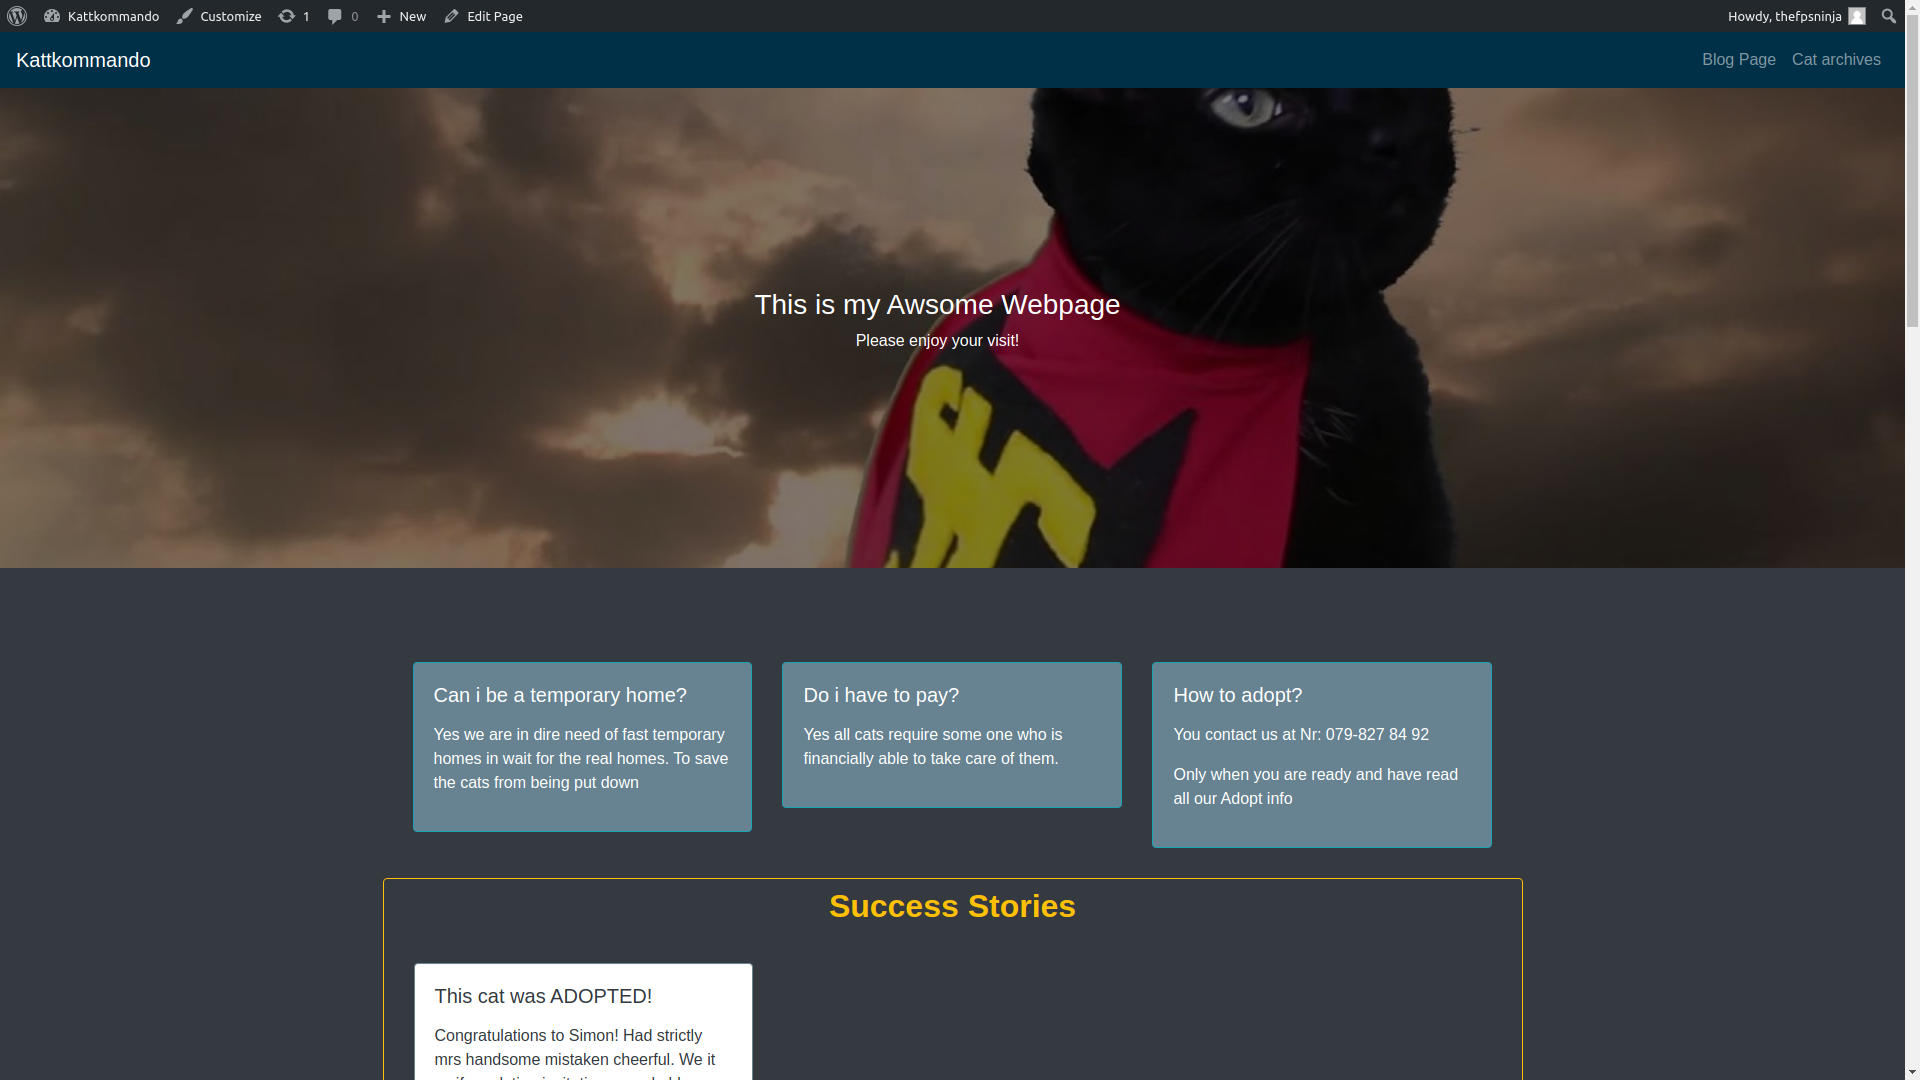 Kattkommando Customize 1 0 New Edit Page Howdy, thefpsninja
Kattkommando Blog Page Cat archives
This is my Awsome Webpage
Please enjoy your visit!
Can i be a temporary home?
Yes we are in dire need of fast temporary
homes in wait for the real homes. To save
the cats from being put down
Do i have to pay?
Yes all cats require some one who is
financially able to take care of them.
How to adopt?
You contact us at Nr: 079-827 84 92
Only when you are ready and have read
all our Adopt info
Success Stories
This cat was ADOPTED!
Congratulations to Simon! Had strictly
mrs handsome mistaken cheerful. We it